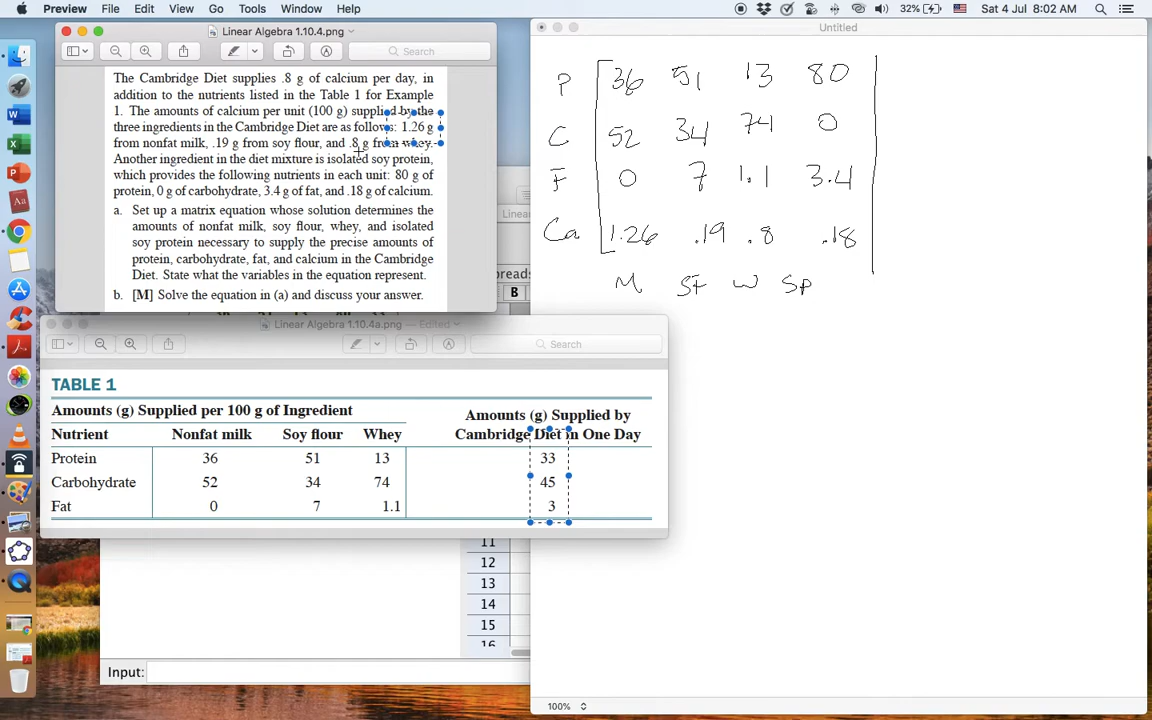 Preview File Edit View Go Tools Window Help
32% Sat 4 Jul 8:02 AM
Linear Algebra 1.10.4.png
Search
The Cambridge Diet supplies .8 g of calcium per day, in
addition to the nutrients listed in the Table 1 for Example
1. The amounts of calcium per unit (100 g) supplied by the
three ingredients in the Cambridge Diet are as follows: 1.26 g
from nonfat milk, .19 g from soy flour, and .8 g from whey.
Another ingredient in the diet mixture is isolated soy protein,
which provides the following nutrients in each unit: 80 g of
protein, 0 g of carbohydrate, 3.4 g of fat, and .18 g of calcium.
a. Set up a matrix equation whose solution determines the
amounts of nonfat milk, soy flour, whey, and isolated
soy protein necessary to supply the precise amounts of
protein, carbohydrate, fat, and calcium in the Cambridge
Diet. State what the variables in the equation represent.
b. [M] Solve the equation in (a) and discuss your answer.
Linear
preads
B
Linear Algebra 1.10.4a.png — Edited
Search
TABLE 1
Amounts (g) Supplied per 100 g of Ingredient
Amounts (g) Supplied by
Cambridge Diet in One Day
Nutrient Nonfat milk Soy flour Whey
Protein 36 51 13 33
Carbohydrate 52 34 74 45
Fat 0 7 1.1 3
11
12
13
14
15
16
Input:
Untitled
P 36 51 13 80
C 52 34 74 0
F 0 7 1.1 3.4
Ca 1.26 .19 .8 .18
M SF W SP
100%